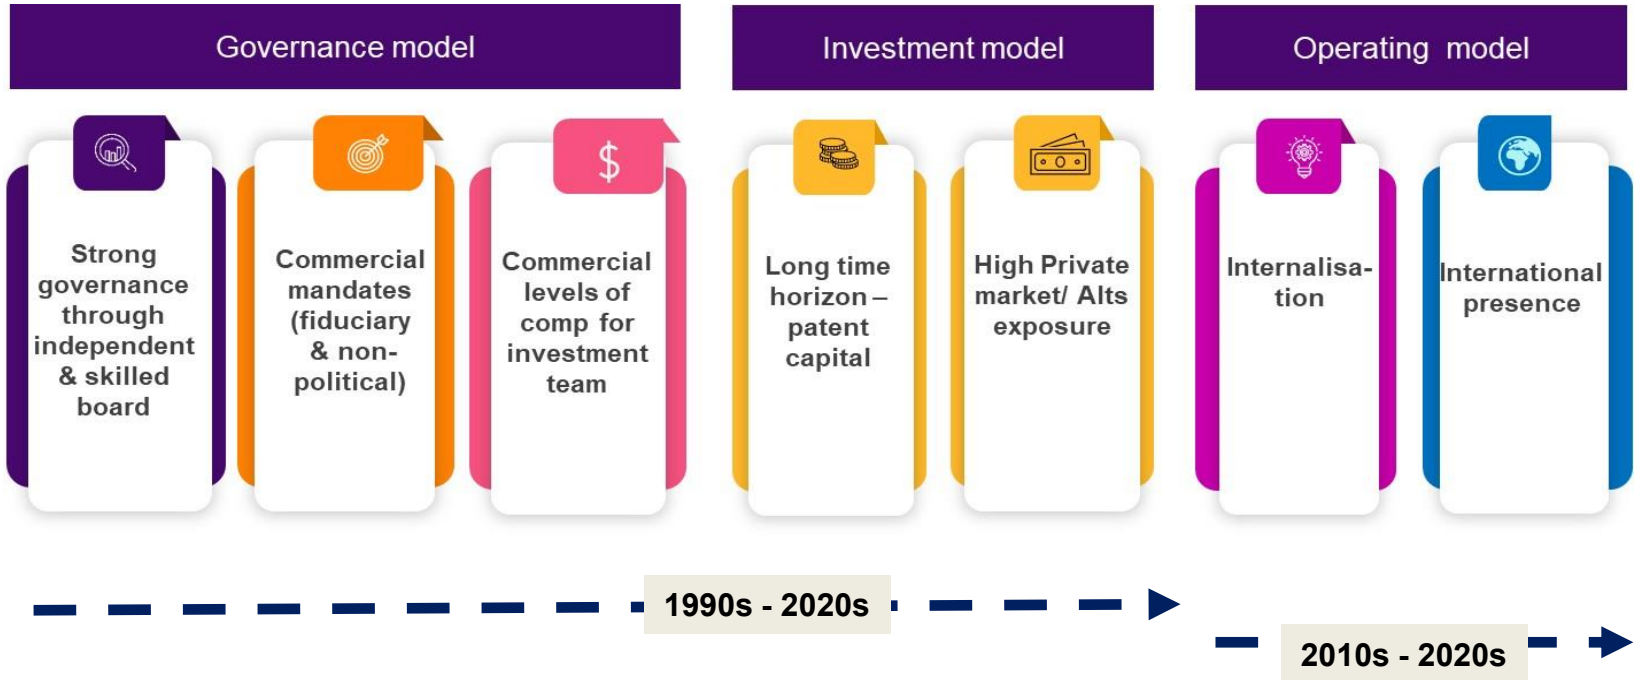 Governance model
Investment model
Operating model
$
Strong
governance
through
independent
& skilled
board
Commercial
mandates
(fiduciary
& non-
political)
Commercial
levels of
comp for
investment
team
Long time
horizon –
patent
capital
High Private
market/ Alts
exposure
Internalisa-
tion
International
presence
1990s - 2020s
2010s - 2020s